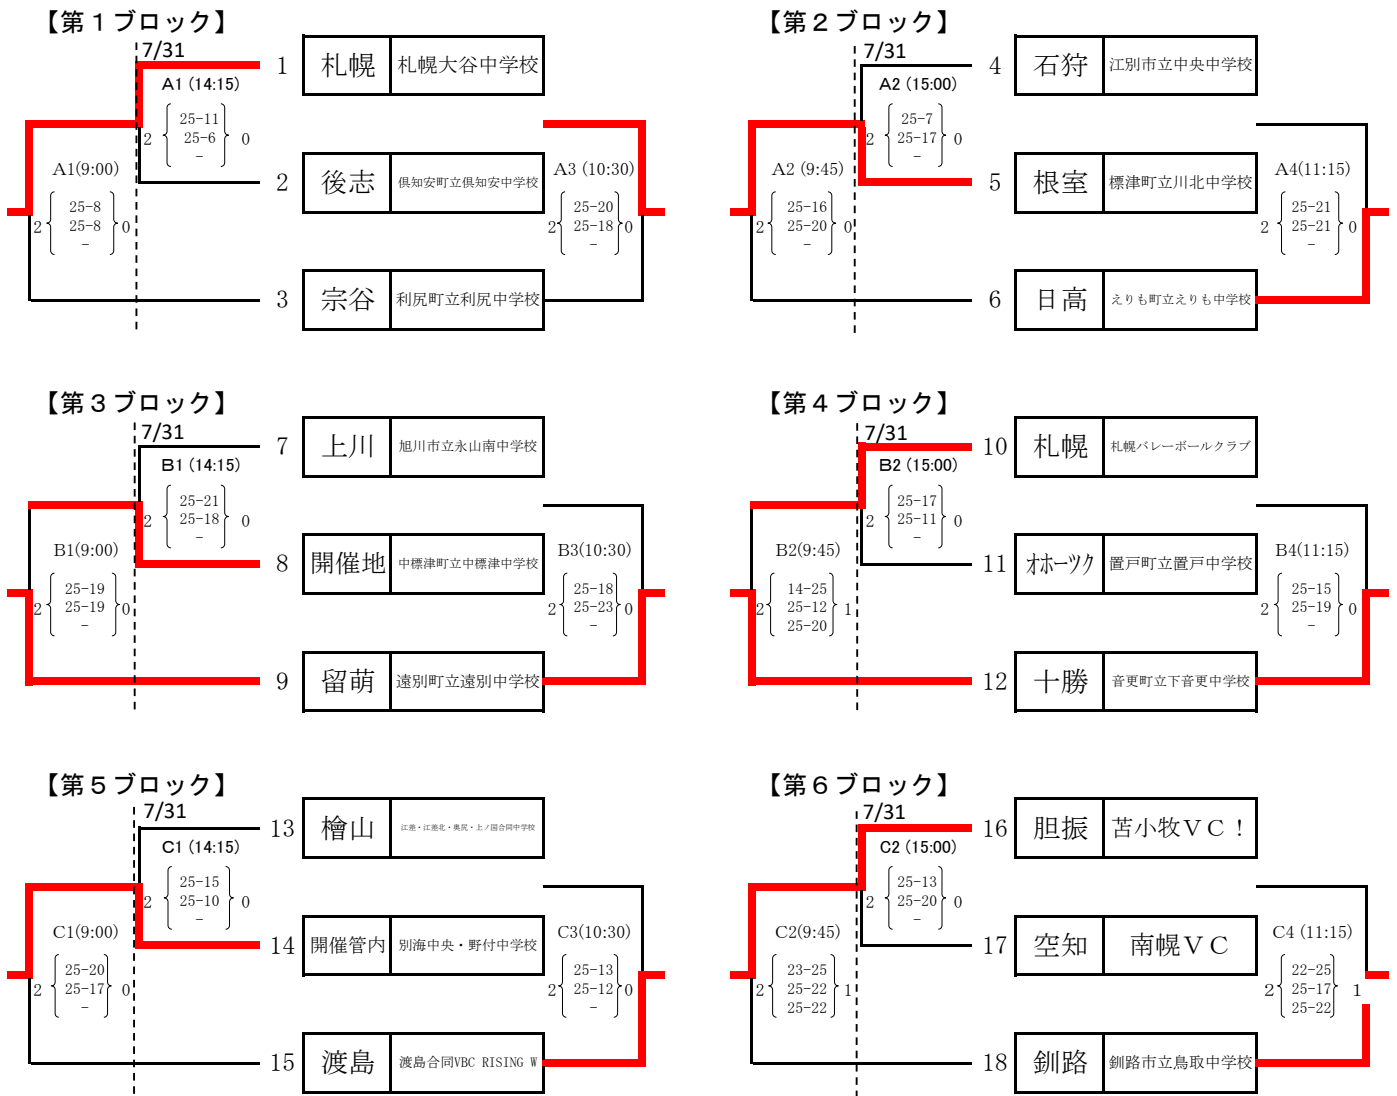 【第１ブロック】
7/31
1 札幌 札幌大谷中学校
A1 (14:15)
2 25-11 0
25-6
-
A1(9:00)
2 25-8 0
25-8
-
2 後志 倶知安町立倶知安中学校
A3 (10:30)
2 25-20 0
25-18
-
3 宗谷 利尻町立利尻中学校
【第２ブロック】
7/31
4 石狩 江別市立中央中学校
A2 (15:00)
2 25-7 0
25-17
-
A2 (9:45)
2 25-16 0
25-20
-
5 根室 標津町立川北中学校
A4(11:15)
2 25-21 0
25-21
-
6 日高 えりも町立えりも中学校
【第３ブロック】
7/31
7 上川 旭川市立永山南中学校
B1 (14:15)
2 25-21 0
25-18
-
B1(9:00)
2 25-19 0
25-19
-
8 開催地 中標津町立中標津中学校
B3(10:30)
2 25-18 0
25-23
-
9 留萌 遠別町立遠別中学校
【第４ブロック】
7/31
10 札幌 札幌バレーボールクラブ
B2 (15:00)
2 25-17 0
25-11
-
B2(9:45)
2 14-25 1
25-12
25-20
11 オホーツク 置戸町立置戸中学校
B4(11:15)
2 25-15 0
25-19
-
12 十勝 音更町立下音更中学校
【第５ブロック】
7/31
13 檜山 江差・江差北・奥尻・上ノ国合同中学校
C1 (14:15)
2 25-15 0
25-10
-
C1(9:00)
2 25-20 0
25-17
-
14 開催管内 別海中央・野付中学校
C3(10:30)
2 25-13 0
25-12
-
15 渡島 渡島合同VBC RISING W
【第６ブロック】
7/31
16 胆振 苫小牧ＶＣ！
C2 (15:00)
2 25-13 0
25-20
-
C2(9:45)
2 23-25 1
25-22
25-22
17 空知 南幌ＶＣ
C4 (11:15)
2 22-25 1
25-17
25-22
18 釧路 釧路市立鳥取中学校